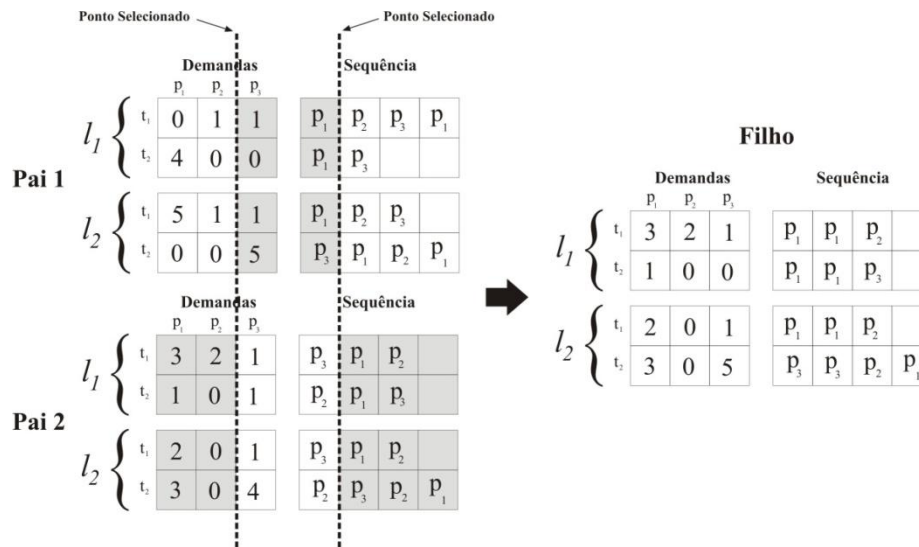 Ponto Selecionado Ponto Selecionado
Demandas Sequência
p₁ p₂ p₃
Pai 1
l₁ t₁ 0 1 1 p₁ p₂ p₃ p₁
t₂ 4 0 0 p₁ p₃
l₂ t₁ 5 1 1 p₁ p₂ p₃
t₂ 0 0 5 p₃ p₁ p₂ p₁
Demandas Sequência
p₁ p₂ p₃
Pai 2
l₁ t₁ 3 2 1 p₃ p₁ p₂
t₂ 1 0 1 p₂ p₁ p₃
l₂ t₁ 2 0 1 p₃ p₁ p₂
t₂ 3 0 4 p₂ p₃ p₂ p₁
Filho
Demandas Sequência
p₁ p₂ p₃
l₁ t₁ 3 2 1 p₁ p₁ p₂
t₂ 1 0 0 p₁ p₁ p₃
l₂ t₁ 2 0 1 p₁ p₁ p₂
t₂ 3 0 5 p₃ p₃ p₂ p₁